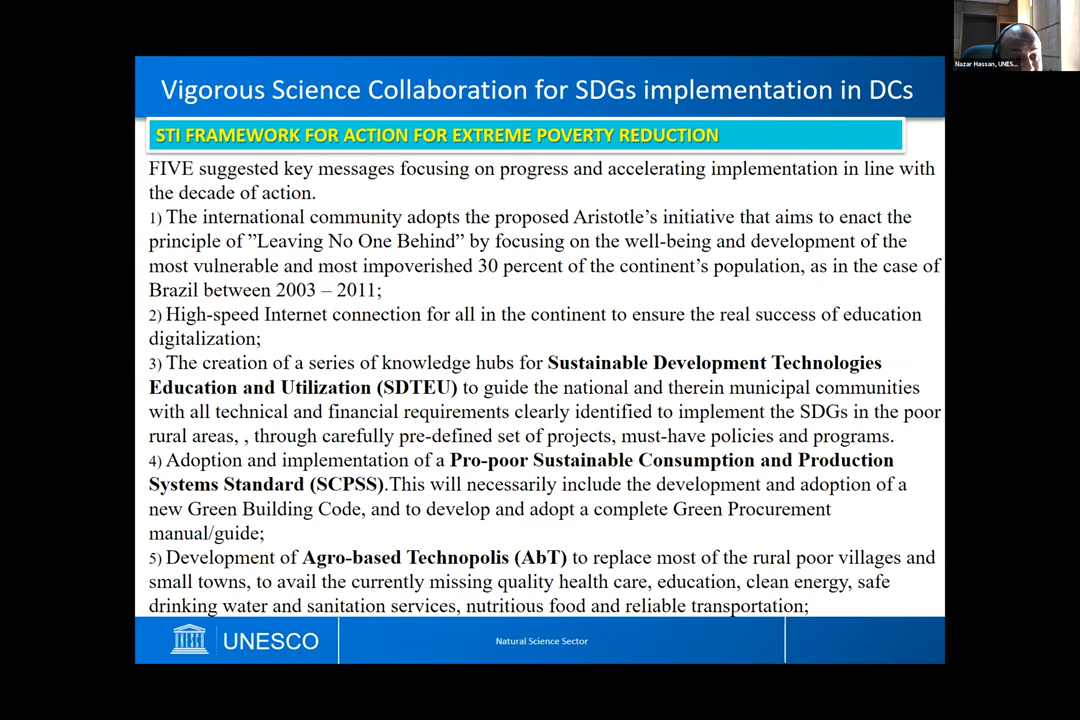 Nazar Hassan, UNES...
Vigorous Science Collaboration for SDGs implementation in DCs
STI FRAMEWORK FOR ACTION FOR EXTREME POVERTY REDUCTION
FIVE suggested key messages focusing on progress and accelerating implementation in line with
the decade of action.
1) The international community adopts the proposed Aristotle’s initiative that aims to enact the
principle of ”Leaving No One Behind” by focusing on the well-being and development of the
most vulnerable and most impoverished 30 percent of the continent’s population, as in the case of
Brazil between 2003 – 2011;
2) High-speed Internet connection for all in the continent to ensure the real success of education
digitalization;
3) The creation of a series of knowledge hubs for Sustainable Development Technologies
Education and Utilization (SDTEU) to guide the national and therein municipal communities
with all technical and financial requirements clearly identified to implement the SDGs in the poor
rural areas, , through carefully pre-defined set of projects, must-have policies and programs.
4) Adoption and implementation of a Pro-poor Sustainable Consumption and Production
Systems Standard (SCPSS).This will necessarily include the development and adoption of a
new Green Building Code, and to develop and adopt a complete Green Procurement
manual/guide;
5) Development of Agro-based Technopolis (AbT) to replace most of the rural poor villages and
small towns, to avail the currently missing quality health care, education, clean energy, safe
drinking water and sanitation services, nutritious food and reliable transportation;
UNESCO
Natural Science Sector